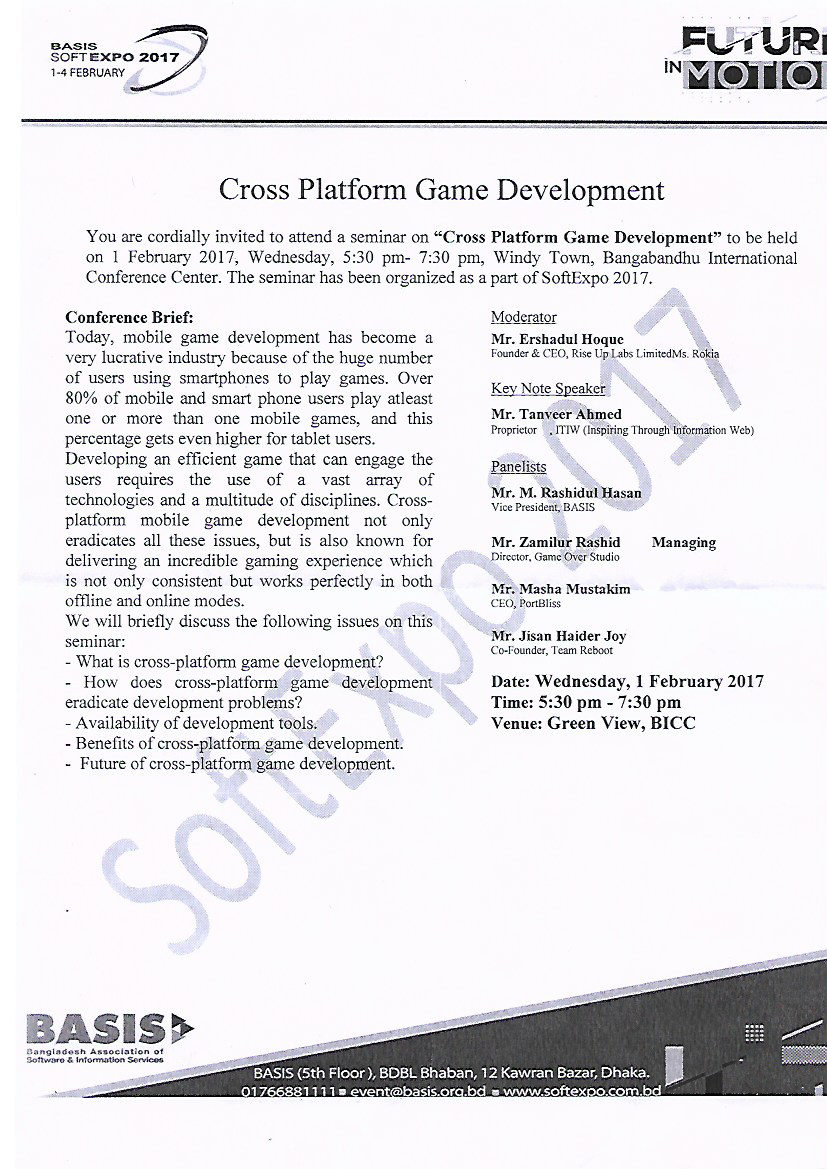 BASIS
SOFTEXPO 2017
1-4 FEBRUARY
FUTUR
IN MOTIO
Cross Platform Game Development
You are cordially invited to attend a seminar on “Cross Platform Game Development” to be held
on 1 February 2017, Wednesday, 5:30 pm- 7:30 pm, Windy Town, Bangabandhu International
Conference Center. The seminar has been organized as a part of SoftExpo 2017.
Conference Brief:
Today, mobile game development has become a
very lucrative industry because of the huge number
of users using smartphones to play games. Over
80% of mobile and smart phone users play atleast
one or more than one mobile games, and this
percentage gets even higher for tablet users.
Developing an efficient game that can engage the
users requires the use of a vast array of
technologies and a multitude of disciplines. Cross-
platform mobile game development not only
eradicates all these issues, but is also known for
delivering an incredible gaming experience which
is not only consistent but works perfectly in both
offline and online modes.
We will briefly discuss the following issues on this
seminar:
- What is cross-platform game development?
- How does cross-platform game development
eradicate development problems?
- Availability of development tools.
- Benefits of cross-platform game development.
- Future of cross-platform game development.
Moderator
Mr. Ershadul Hoque
Founder & CEO, Rise Up Labs LimitedMs. Rokia
Key Note Speaker
Mr. Tanveer Ahmed
Proprietor , ITIW (Inspiring Through Information Web)
Panelists
Mr. M. Rashidul Hasan
Vice President, BASIS
Mr. Zamilur Rashid Managing
Director, Game Over Studio
Mr. Masha Mustakim
CEO, PortBliss
Mr. Jisan Haider Joy
Co-Founder, Team Reboot
Date: Wednesday, 1 February 2017
Time: 5:30 pm - 7:30 pm
Venue: Green View, BICC
SoftExpo 2017
BASIS
Bangladesh Association of
Software & Information Services
BASIS (5th Floor), BDBL Bhaban, 12 Kawran Bazar, Dhaka.
01766881111 ■ event@basis.org.bd ■ www.softexpo.com.bd